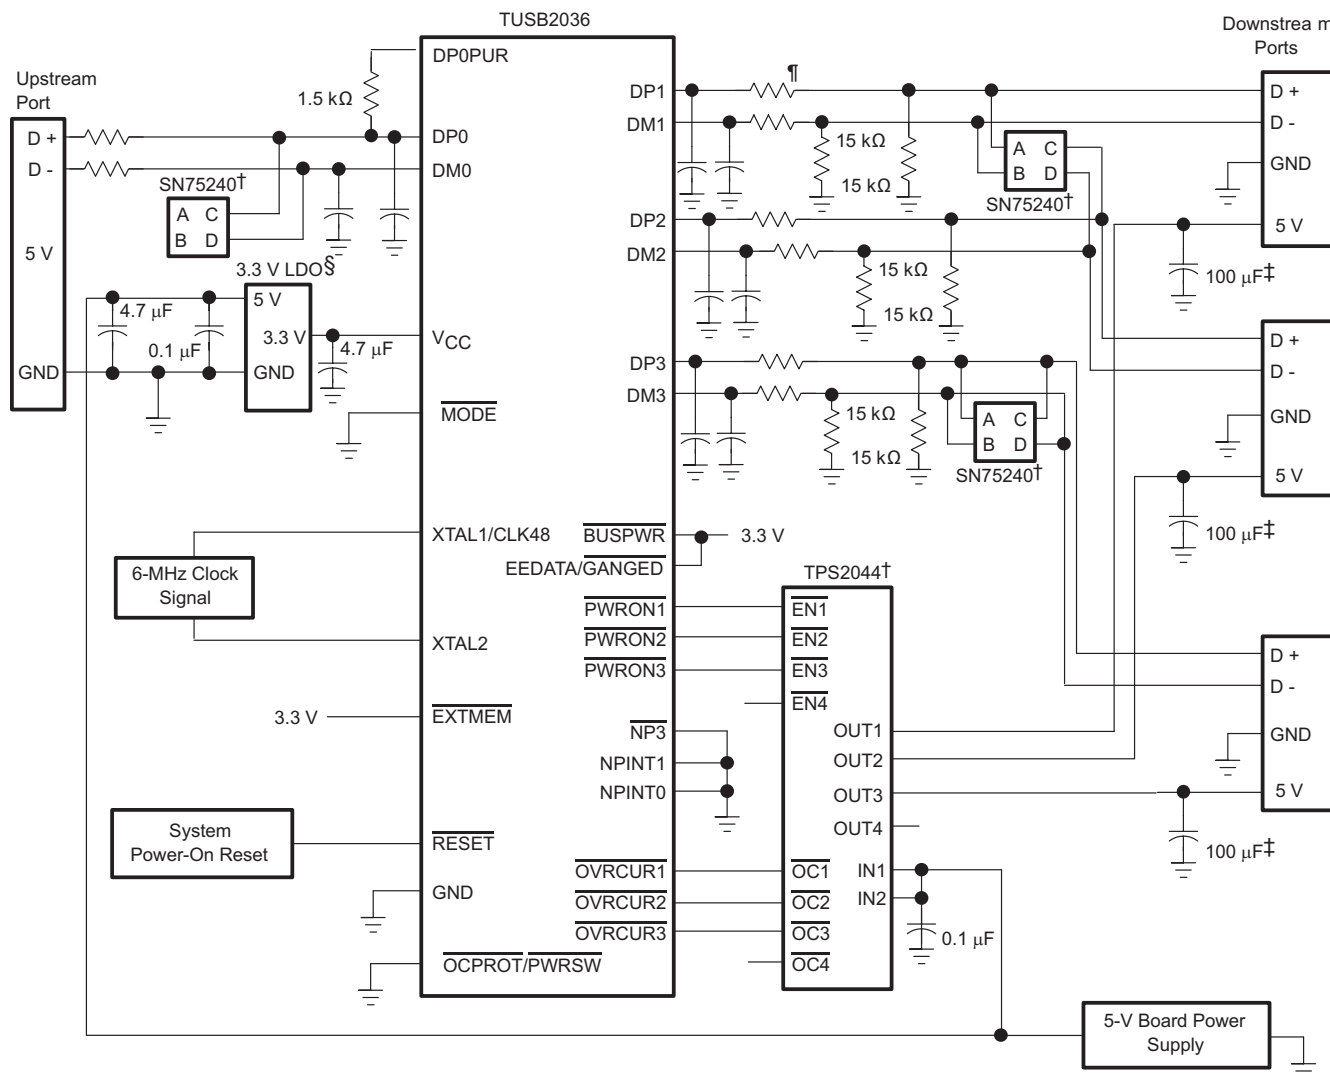 TUSB2036
Downstrea m
Ports
Upstream
Port
D +
D -
5 V
GND
1.5 kΩ
SN75240†
A C
B D
3.3 V LDO§
5 V
3.3 V
GND
4.7 µF
0.1 µF
4.7 µF
6-MHz Clock
Signal
3.3 V
System
Power-On Reset
DP0PUR
DP0
DM0
VCC
MODE
XTAL1/CLK48
XTAL2
EXTMEM
RESET
GND
OCPROT/PWRSW
DP1
DM1
DP2
DM2
DP3
DM3
BUSPWR
EEDATA/GANGED
PWRON1
PWRON2
PWRON3
NP3
NPINT1
NPINT0
OVRCUR1
OVRCUR2
OVRCUR3
¶
15 kΩ
15 kΩ
A C
B D
SN75240†
15 kΩ
15 kΩ
15 kΩ
15 kΩ
A C
B D
SN75240†
3.3 V
TPS2044†
EN1
EN2
EN3
EN4
OUT1
OUT2
OUT3
OUT4
IN1
IN2
OC1
OC2
OC3
OC4
0.1 µF
D +
D -
GND
5 V
100 µF‡
D +
D -
GND
5 V
100 µF‡
D +
D -
GND
5 V
100 µF‡
5-V Board Power
Supply